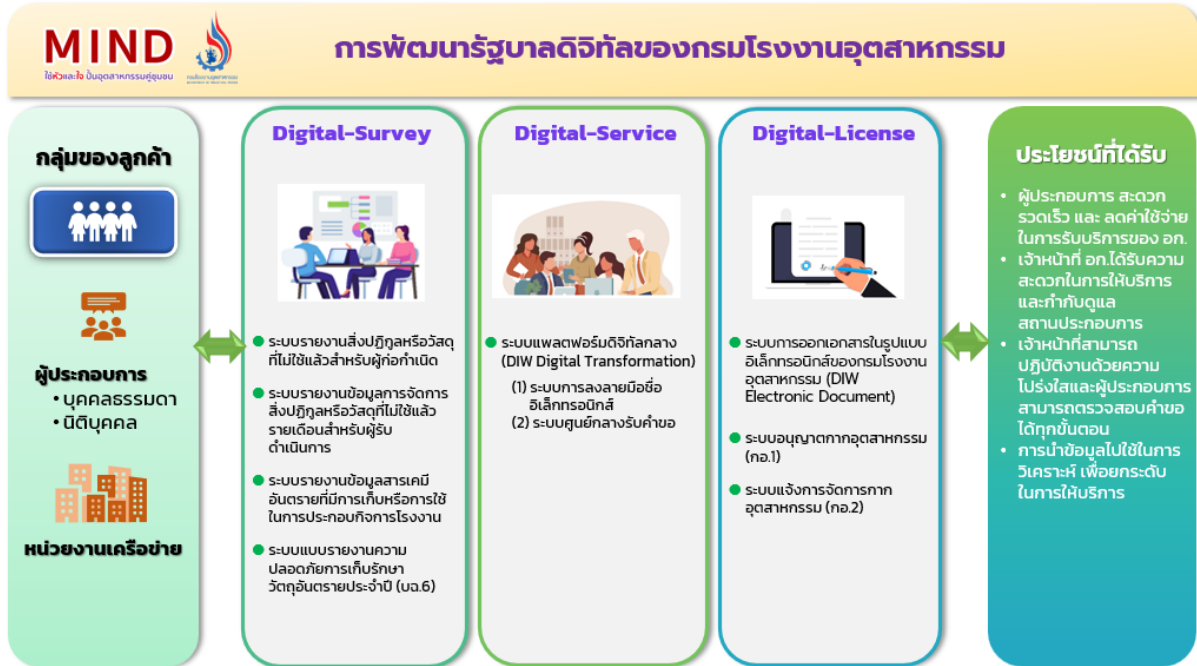 MIND
ใช้หัวและใจ ปั้นอุตสาหกรรมคู่ชุมชน
กรมโรงงานอุตสาหกรรม
DEPARTMENT OF INDUSTRIAL WORKS
การพัฒนารัฐบาลดิจิทัลของกรมโรงงานอุตสาหกรรม
กลุ่มของลูกค้า
ผู้ประกอบการ
• บุคคลธรรมดา
• นิติบุคคล
หน่วยงานเครือข่าย
Digital-Survey
ระบบรายงานสิ่งปฏิกูลหรือวัสดุ
ที่ไม่ใช้แล้วสำหรับผู้ก่อกำเนิด
ระบบรายงานข้อมูลการจัดการ
สิ่งปฏิกูลหรือวัสดุที่ไม่ใช้แล้ว
รายเดือนสำหรับผู้รับ
ดำเนินการ
ระบบรายงานข้อมูลสารเคมี
อันตรายที่มีการเก็บหรือการใช้
ในการประกอบกิจการโรงงาน
ระบบแบบรายงานความ
ปลอดภัยการเก็บรักษา
วัตถุอันตรายประจำปี (บฉ.6)
Digital-Service
ระบบแพลตฟอร์มดิจิทัลกลาง
(DIW Digital Transformation)
(1) ระบบการลงลายมือชื่อ
อิเล็กทรอนิกส์
(2) ระบบศูนย์กลางรับคำขอ
Digital-License
ระบบการออกเอกสารในรูปแบบ
อิเล็กทรอนิกส์ของกรมโรงงาน
อุตสาหกรรม (DIW
Electronic Document)
ระบบอนุญาตกากอุตสาหกรรม
(กอ.1)
ระบบแจ้งการจัดการกาก
อุตสาหกรรม (กอ.2)
ประโยชน์ที่ได้รับ
• ผู้ประกอบการ สะดวก
รวดเร็ว และ ลดค่าใช้จ่าย
ในการรับบริการของ อก.
• เจ้าหน้าที่ อก.ได้รับความ
สะดวกในการให้บริการ
และกำกับดูแล
สถานประกอบการ
• เจ้าหน้าที่สามารถ
ปฏิบัติงานด้วยความ
โปร่งใสและผู้ประกอบการ
สามารถตรวจสอบคำขอ
ได้ทุกขั้นตอน
• การนำข้อมูลไปใช้ในการ
วิเคราะห์ เพื่อยกระดับ
ในการให้บริการ